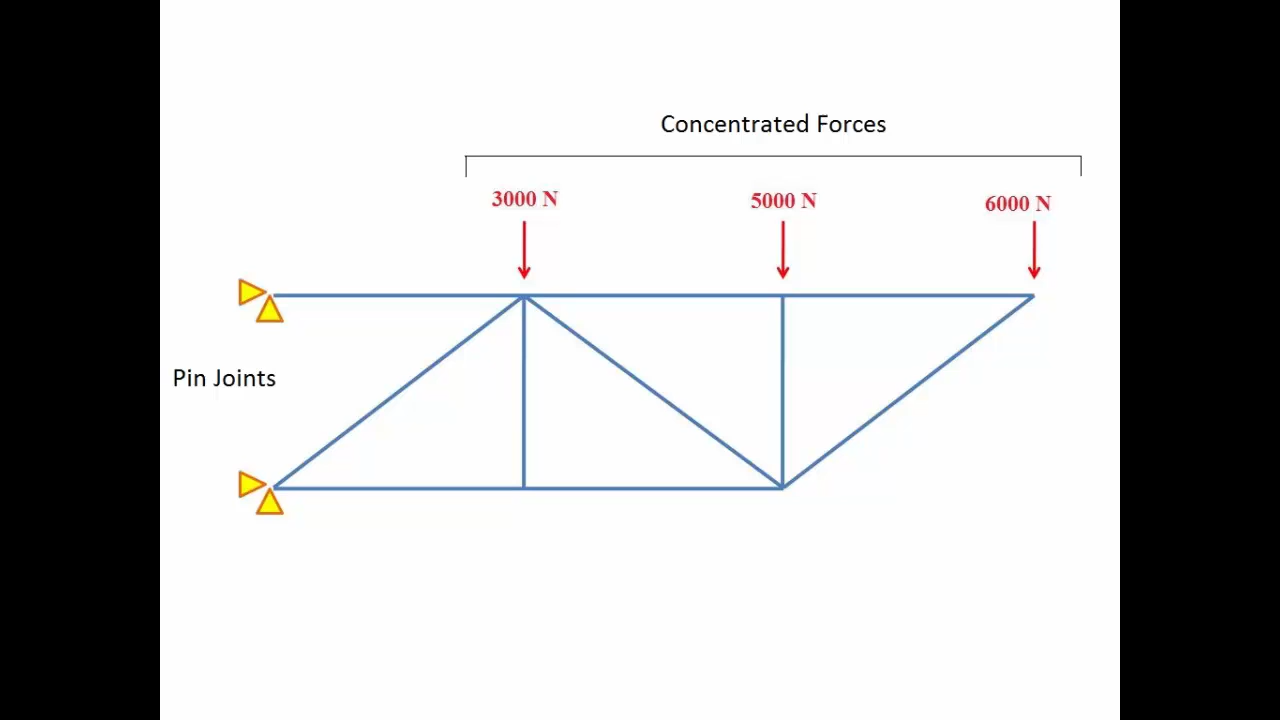 Concentrated Forces
3000 N
5000 N
6000 N
Pin Joints